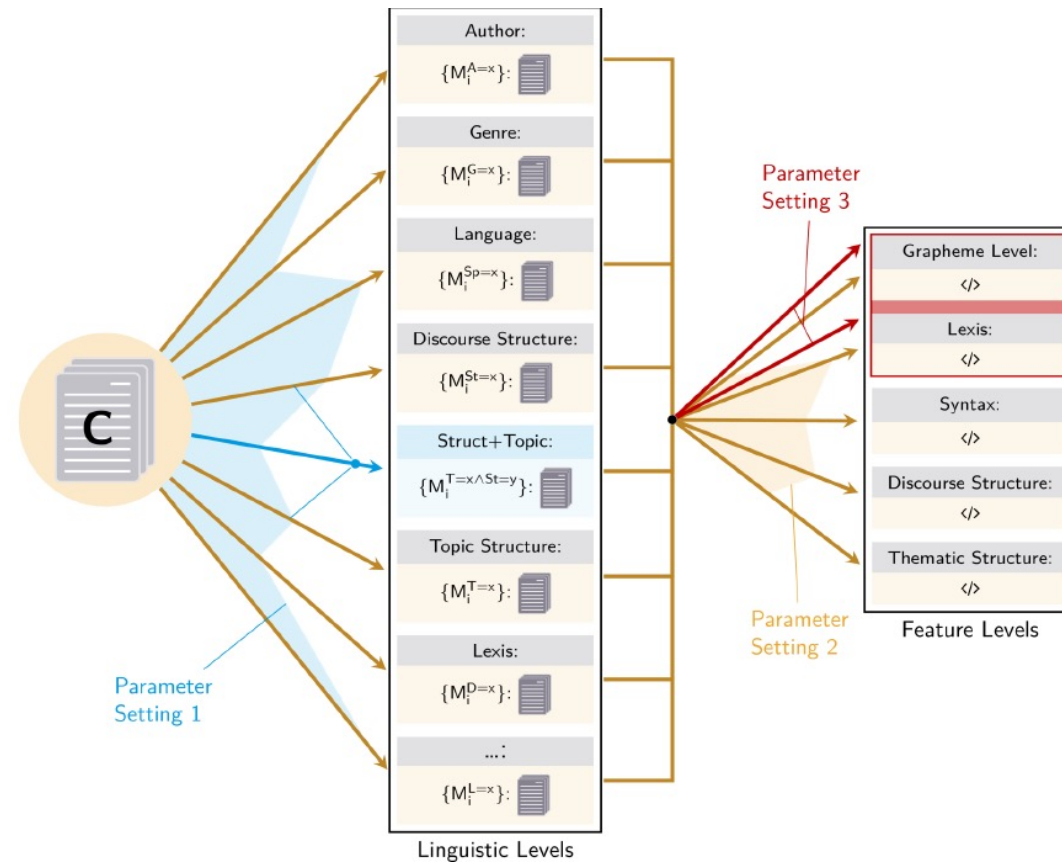 Author:
{M_i^{A=x}}:
Genre:
{M_i^{G=x}}:
Language:
{M_i^{Sp=x}}:
Discourse Structure:
{M_i^{St=x}}:
Struct+Topic:
{M_i^{T=x∧St=y}}:
Topic Structure:
{M_i^{T=x}}:
Lexis:
{M_i^{D=x}}:
...:
{M_i^{L=x}}:
Linguistic Levels
C
Parameter
Setting 1
Parameter
Setting 3
Parameter
Setting 2
Grapheme Level:
</>
Lexis:
</>
Syntax:
</>
Discourse Structure:
</>
Thematic Structure:
</>
Feature Levels